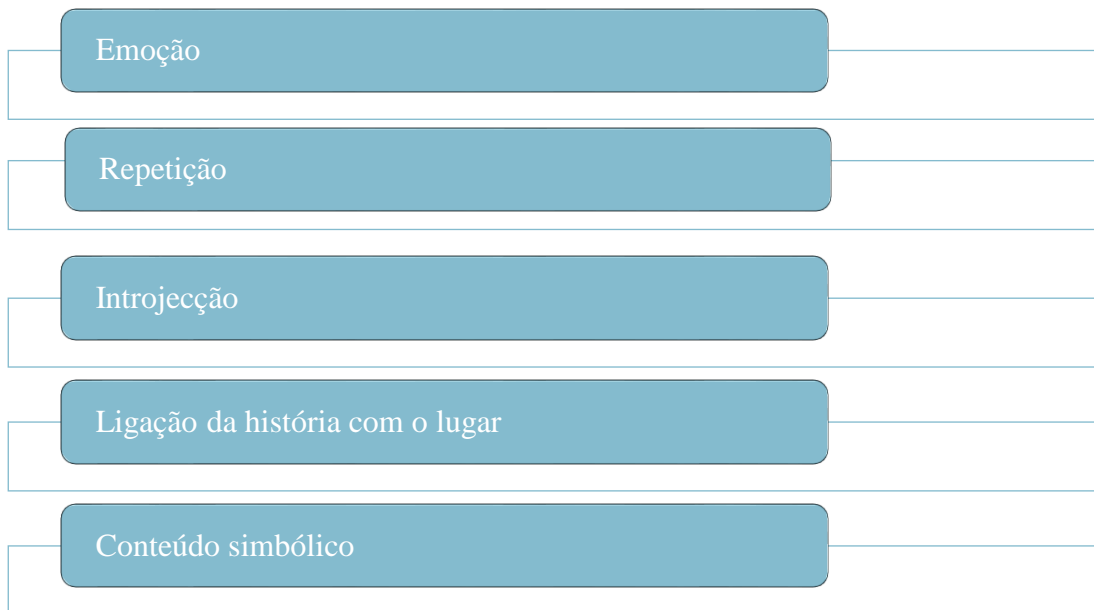 Emoção
Repetição
Introjecção
Ligação da história com o lugar
Conteúdo simbólico